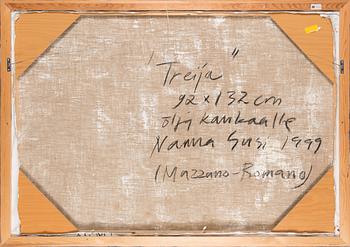 "Treija"
92 x 132 cm
öljy kankaalle
Nanna Susi 1999
(Mazzano-Romano)